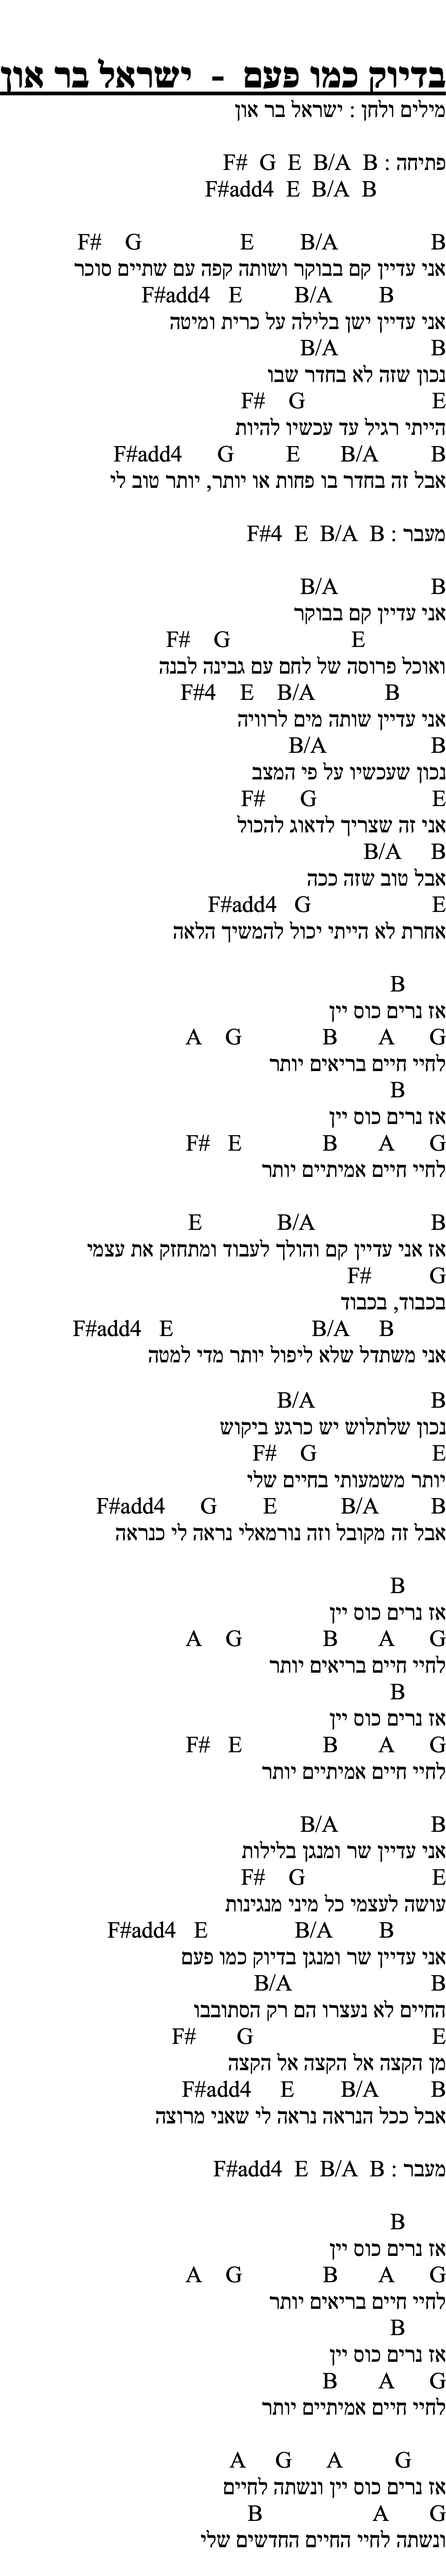 בדיוק כמו פעם - ישראל בר און
מילים ולחן : ישראל בר און
פתיחה : F# G E B/A B
F#add4 E B/A B
F# G E B/A B
אני עדיין קם בבוקר ושותה קפה עם שתיים סוכר
F#add4 E B/A B
אני עדיין ישן בלילה על כרית ומיטה
B/A B
נכון שזה לא בחדר שבו
F# G E
הייתי רגיל עד עכשיו להיות
F#add4 G E B/A B
אבל זה בחדר בו פחות או יותר, יותר טוב לי
מעבר : F#4 E B/A B
B/A B
אני עדיין קם בבוקר
F# G E
ואוכל פרוסה של לחם עם גבינה לבנה
F#4 E B/A B
אני עדיין שותה מים לרוויה
B/A B
נכון שעכשיו על פי המצב
F# G E
אני זה שצריך לדאוג להכול
B/A B
אבל טוב שזה ככה
F#add4 G E
אחרת לא הייתי יכול להמשיך הלאה
B
אז נרים כוס יין
A G B A G
לחיי חיים בריאים יותר
B
אז נרים כוס יין
F# E B A G
לחיי חיים אמיתיים יותר
E B/A B
אז אני עדיין קם והולך לעבוד ומתחזק את עצמי
F# G
בכבוד, בכבוד
F#add4 E B/A B
אני משתדל שלא ליפול יותר מדי למטה
B/A B
נכון שלתלוש יש כרגע ביקוש
F# G E
יותר משמעותי בחיים שלי
F#add4 G E B/A B
אבל זה מקובל וזה נורמאלי נראה לי כנראה
B
אז נרים כוס יין
A G B A G
לחיי חיים בריאים יותר
B
אז נרים כוס יין
F# E B A G
לחיי חיים אמיתיים יותר
B/A B
אני עדיין שר ומנגן בלילות
F# G E
עושה לעצמי כל מיני מנגינות
F#add4 E B/A B
אני עדיין שר ומנגן בדיוק כמו פעם
B/A B
החיים לא נעצרו הם רק הסתובבו
F# G E
מן הקצה אל הקצה אל הקצה
F#add4 E B/A B
אבל ככל הנראה נראה לי שאני מרוצה
מעבר : F#add4 E B/A B
B
אז נרים כוס יין
A G B A G
לחיי חיים בריאים יותר
B
אז נרים כוס יין
B A G
לחיי חיים אמיתיים יותר
A G A G
אז נרים כוס יין ונשתה לחיים
B A G
ונשתה לחיי החיים החדשים שלי